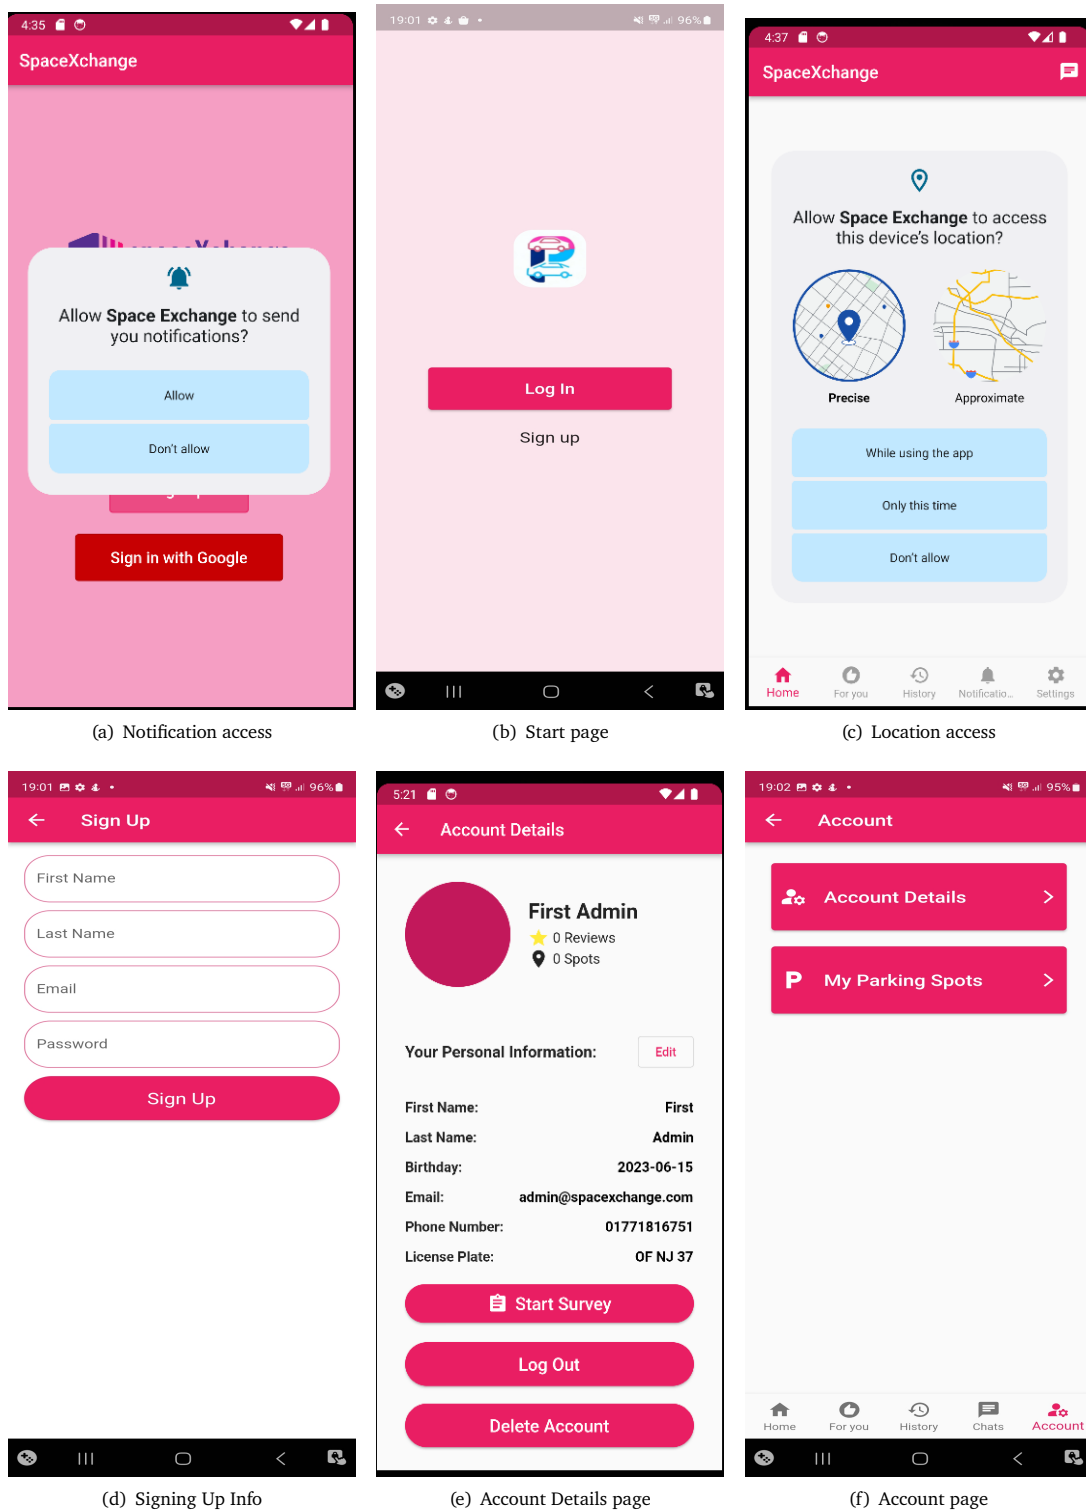 4:35
SpaceXchange
Allow Space Exchange to send
you notifications?
Allow
Don't allow
Sign in with Google
(a) Notification access
19:01
96%
Log In
Sign up
(b) Start page
4:37
SpaceXchange
Allow Space Exchange to access
this device's location?
Precise
Approximate
While using the app
Only this time
Don't allow
Home
For you
History
Notificatio...
Settings
(c) Location access
19:01
96%
Sign Up
First Name
Last Name
Email
Password
Sign Up
(d) Signing Up Info
5:21
Account Details
First Admin
0 Reviews
0 Spots
Your Personal Information:
Edit
First Name: First
Last Name: Admin
Birthday: 2023-06-15
Email: admin@spacexchange.com
Phone Number: 01771816751
License Plate: OF NJ 37
Start Survey
Log Out
Delete Account
(e) Account Details page
19:02
95%
Account
Account Details
P My Parking Spots
Home
For you
History
Chats
Account
(f) Account page